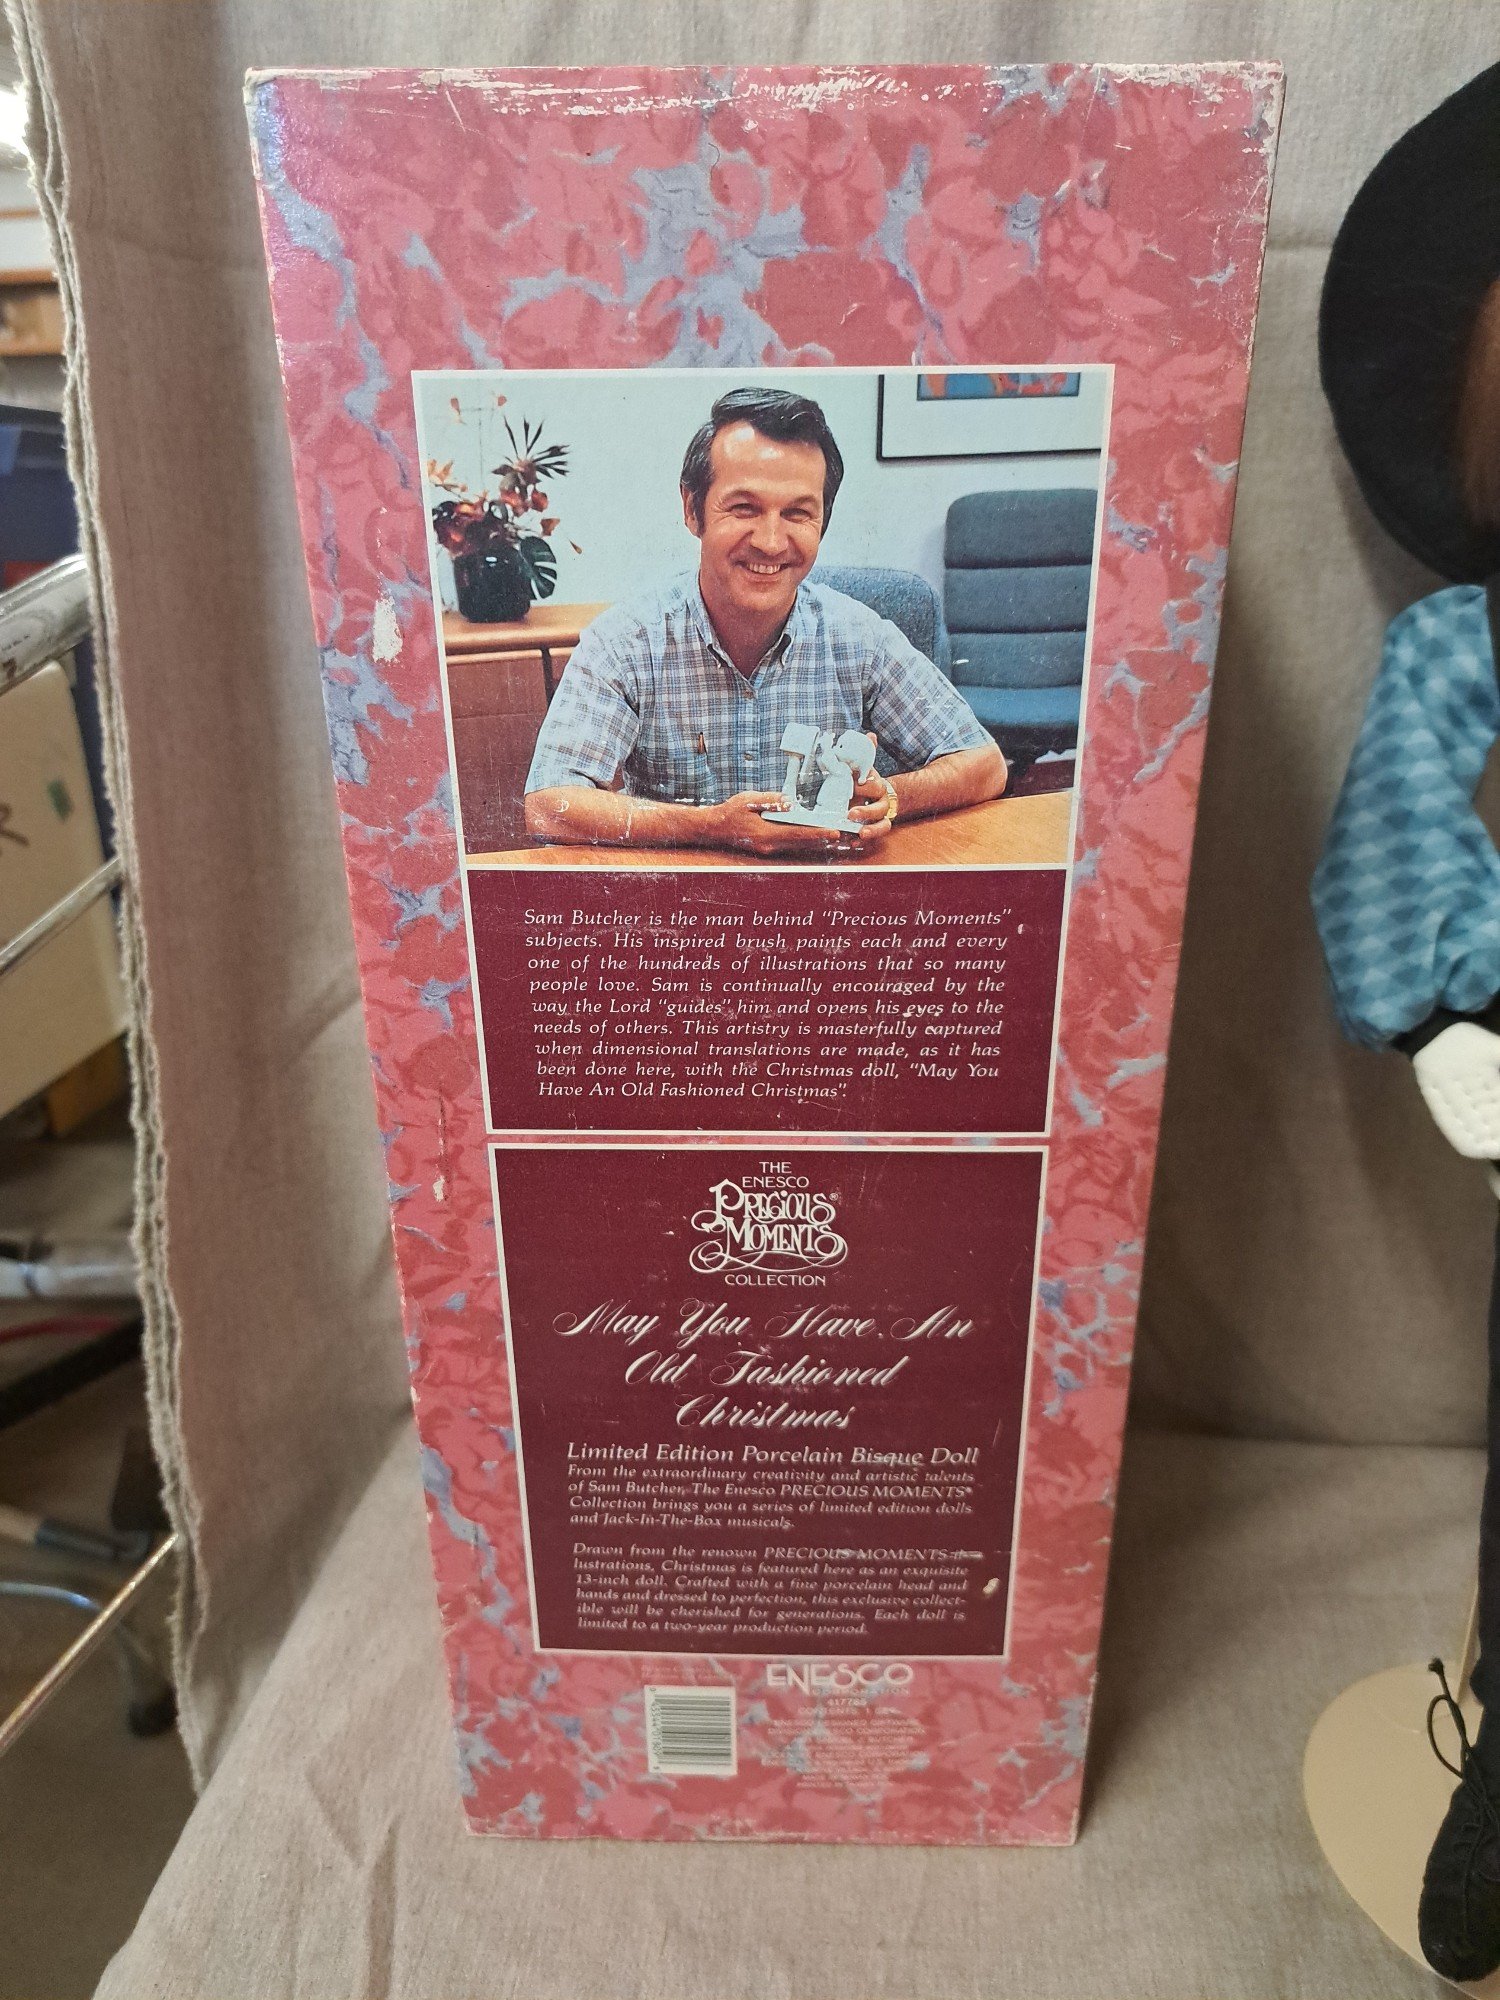 Sam Butcher is the man behind "Precious Moments"
subjects. His inspired brush paints each and every
one of the hundreds of illustrations that so many
people love. Sam is continually encouraged by the
way the Lord "guides" him and opens his eyes to the
needs of others. This artistry is masterfully captured
when dimensional translations are made, as it has
been done here, with the Christmas doll, "May You
Have An Old Fashioned Christmas".
THE
ENESCO
PRECIOUS®
MOMENTS
COLLECTION
May You Have An
Old Fashioned
Christmas
Limited Edition Porcelain Bisque Doll
From the extraordinary creativity and artistic talents
of Sam Butcher, The Enesco PRECIOUS MOMENTS®
Collection brings you a series of limited edition dolls
and Jack-In-The-Box musicals.
Drawn from the renown PRECIOUS MOMENTS il-
lustrations, Christmas is featured here as an exquisite
13-inch doll. Crafted with a fine porcelain head and
hands and dressed to perfection, this exclusive collect-
ible will be cherished for generations. Each doll is
limited to a two-year production period.
ENESCO
CORPORATION
417785
CONTENTS: 1